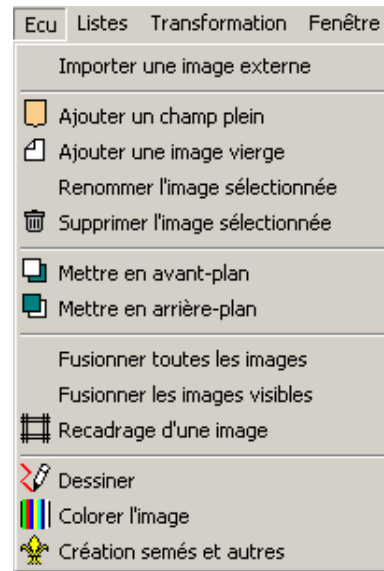 Ecu Listes Transformation Fenêtre
Importer une image externe
Ajouter un champ plein
Ajouter une image vierge
Renommer l'image sélectionnée
Supprimer l'image sélectionnée
Mettre en avant-plan
Mettre en arrière-plan
Fusionner toutes les images
Fusionner les images visibles
Recadrage d'une image
Dessiner
Colorer l'image
Création semés et autres